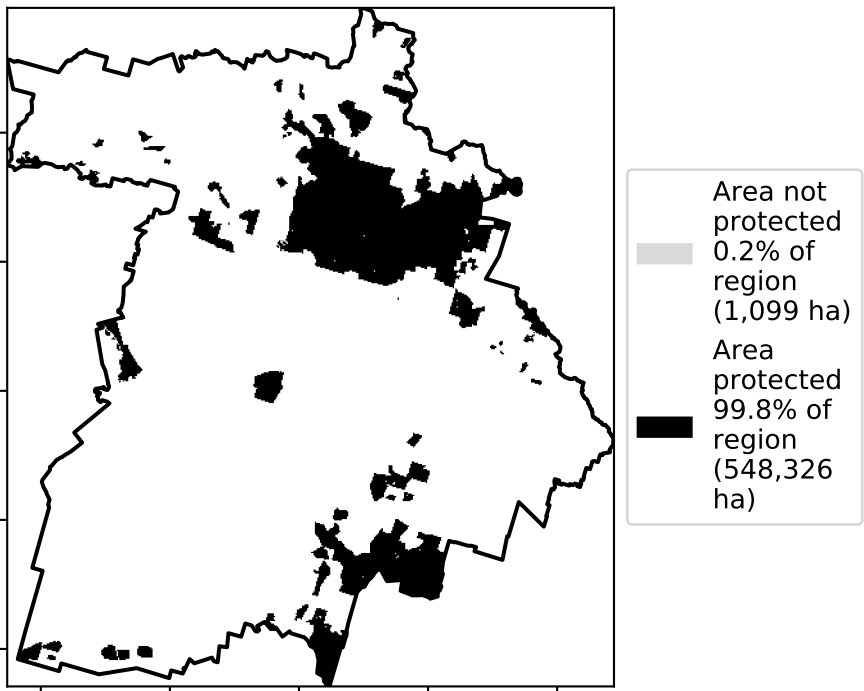 Area not
protected
0.2% of
region
(1,099 ha)
Area
protected
99.8% of
region
(548,326
ha)